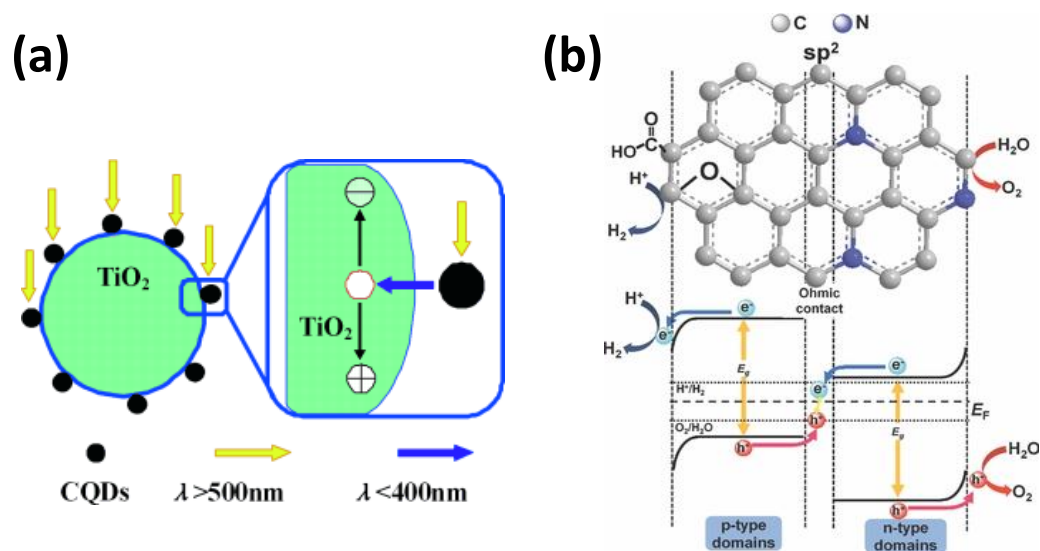 (a)
TiO2
TiO2
CQDs
λ>500nm
λ<400nm
(b)
C
N
sp2
O
C
HO
O
H+
H2
H2O
O2
Ohmic
contact
H+
H2
e-
e-
Eg
H+/H2
O2/H2O
h+
e-
h+
e-
EF
Eg
h+
h+
H2O
O2
p-type
domains
n-type
domains